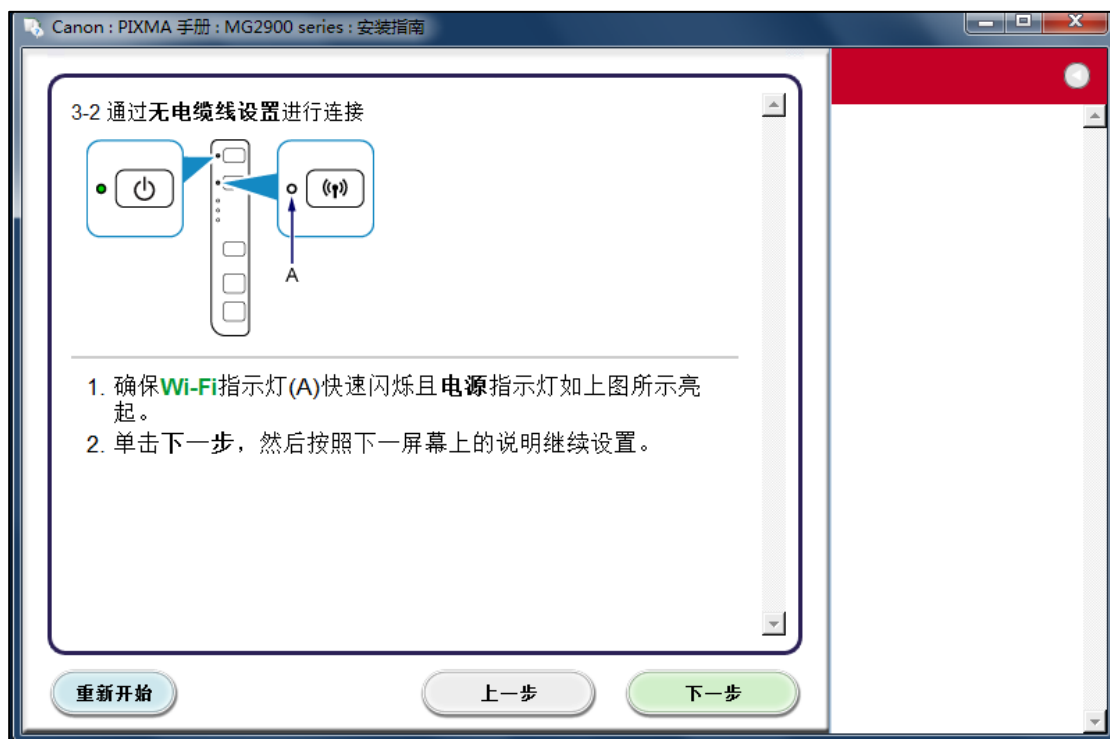 Canon : PIXMA 手册 : MG2900 series : 安装指南
3-2 通过无电缆线设置进行连接
A
1. 确保Wi-Fi指示灯(A)快速闪烁且电源指示灯如上图所示亮
起。
2. 单击下一步，然后按照下一屏幕上的说明继续设置。
重新开始
上一步
下一步